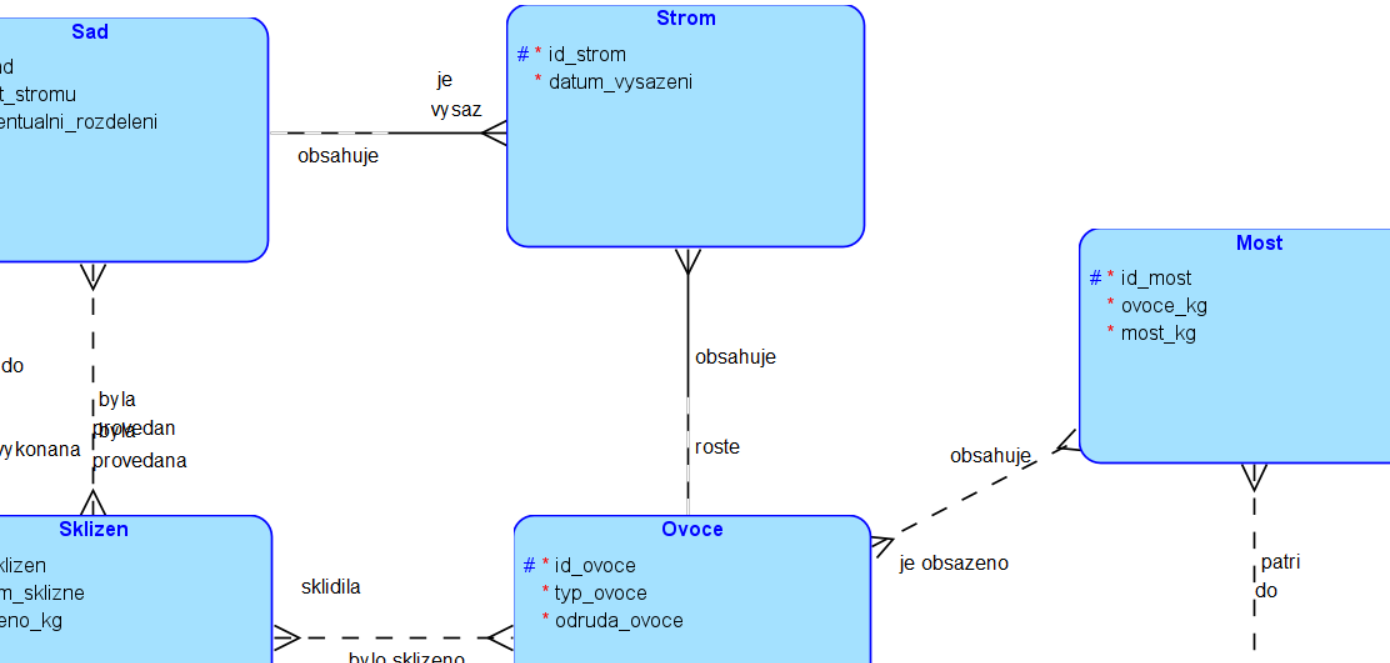 Sad
d
t_stromu
entualni_rozdeleni
je
vysaz
obsahuje
Strom
# * id_strom
* datum_vysazeni
Most
# * id_most
* ovoce_kg
* most_kg
do
ykonana
byla
provedan
byla
provedana
obsahuje
roste
obsahuje
je obsazeno
patri
do
Sklizen
klizen
m_sklizne
eno_kg
sklidila
bylo sklizeno
Ovoce
# * id_ovoce
* typ_ovoce
* odruda_ovoce